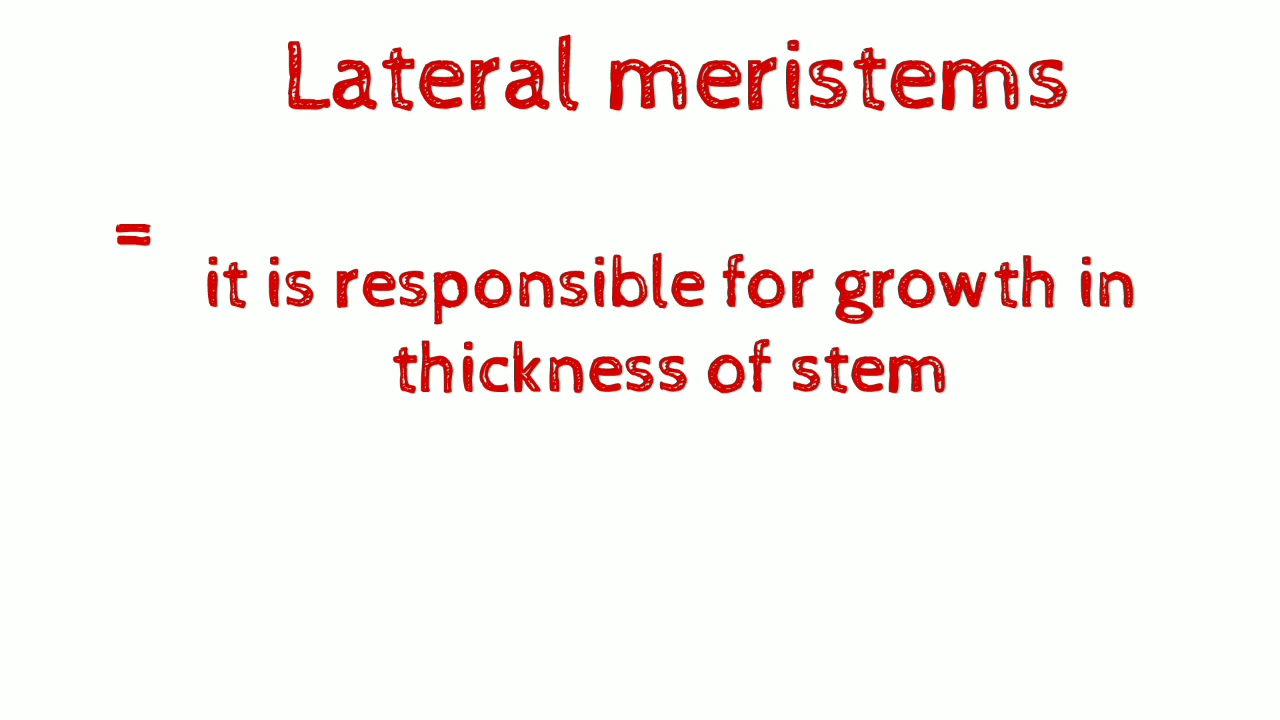 Lateral meristems
=
it is responsible for growth in
thickness of stem